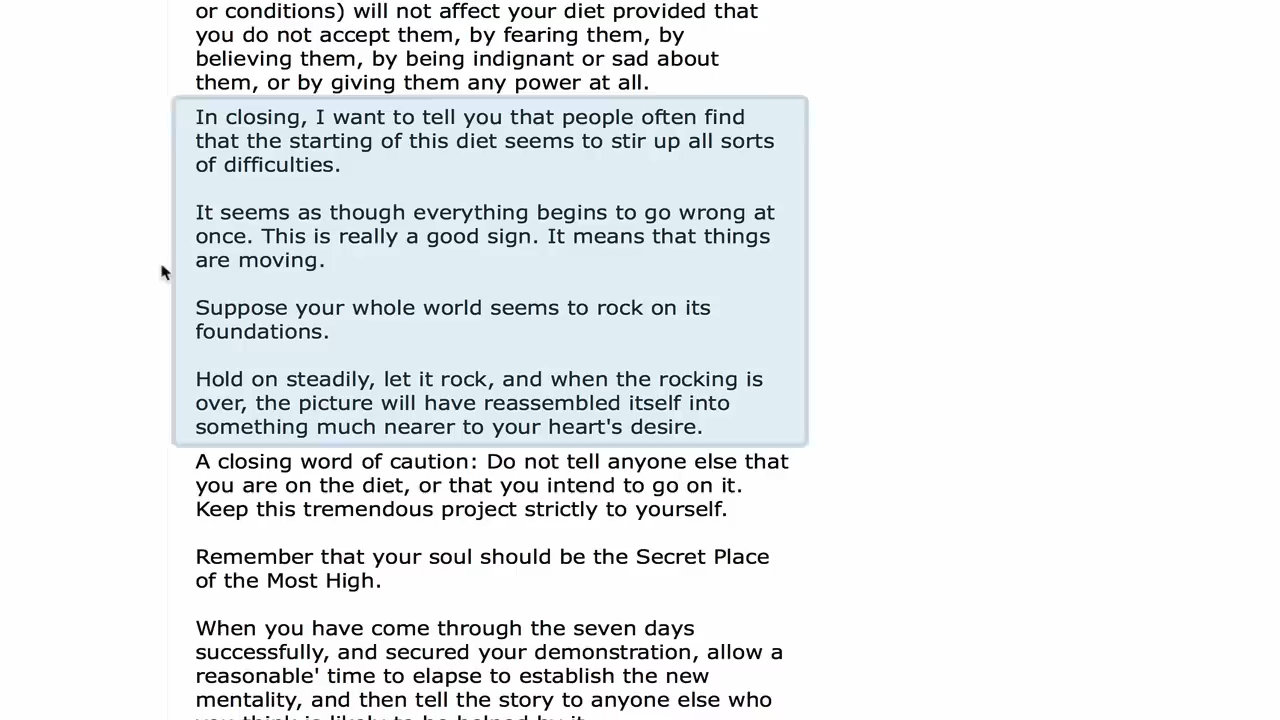 or conditions) will not affect your diet provided that
you do not accept them, by fearing them, by
believing them, by being indignant or sad about
them, or by giving them any power at all.
In closing, I want to tell you that people often find
that the starting of this diet seems to stir up all sorts
of difficulties.
It seems as though everything begins to go wrong at
once. This is really a good sign. It means that things
are moving.
Suppose your whole world seems to rock on its
foundations.
Hold on steadily, let it rock, and when the rocking is
over, the picture will have reassembled itself into
something much nearer to your heart's desire.
A closing word of caution: Do not tell anyone else that
you are on the diet, or that you intend to go on it.
Keep this tremendous project strictly to yourself.
Remember that your soul should be the Secret Place
of the Most High.
When you have come through the seven days
successfully, and secured your demonstration, allow a
reasonable' time to elapse to establish the new
mentality, and then tell the story to anyone else who
you think is likely to be helped by it